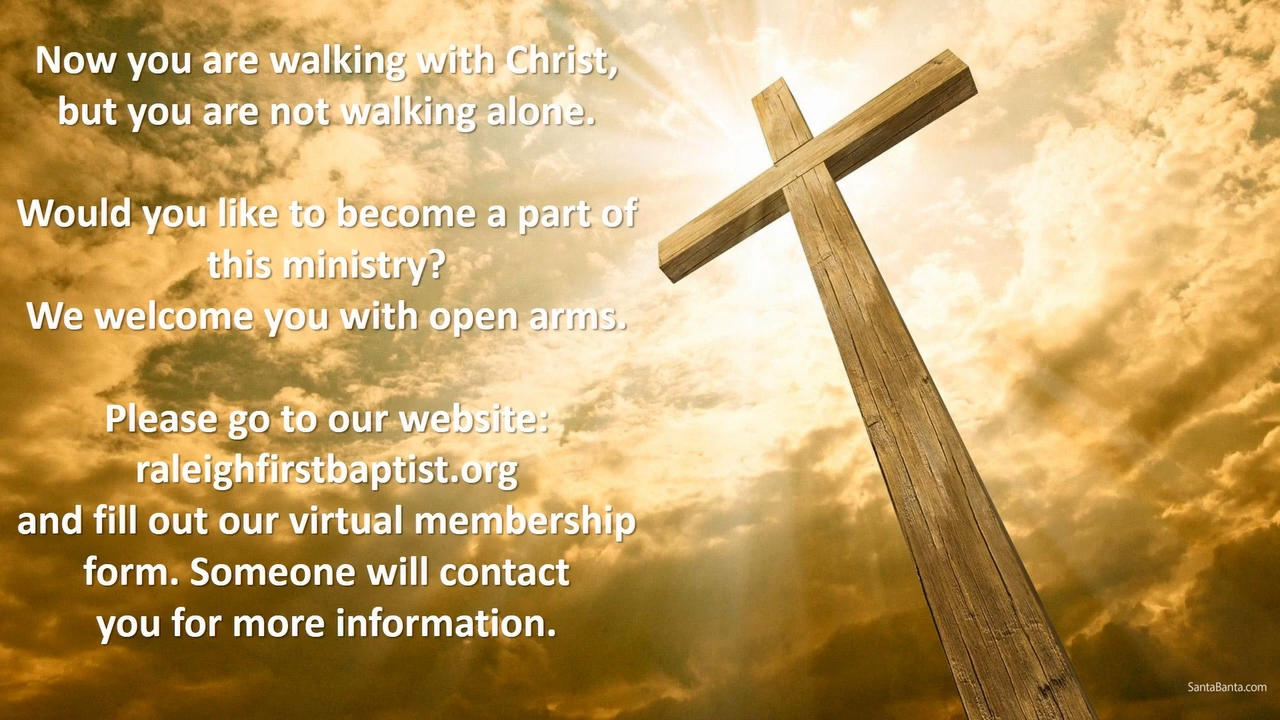 Now you are walking with Christ,
but you are not walking alone.
Would you like to become a part of
this ministry?
We welcome you with open arms.
Please go to our website:
raleighfirstbaptist.org
and fill out our virtual membership
form. Someone will contact
you for more information.
SantaBanta.com